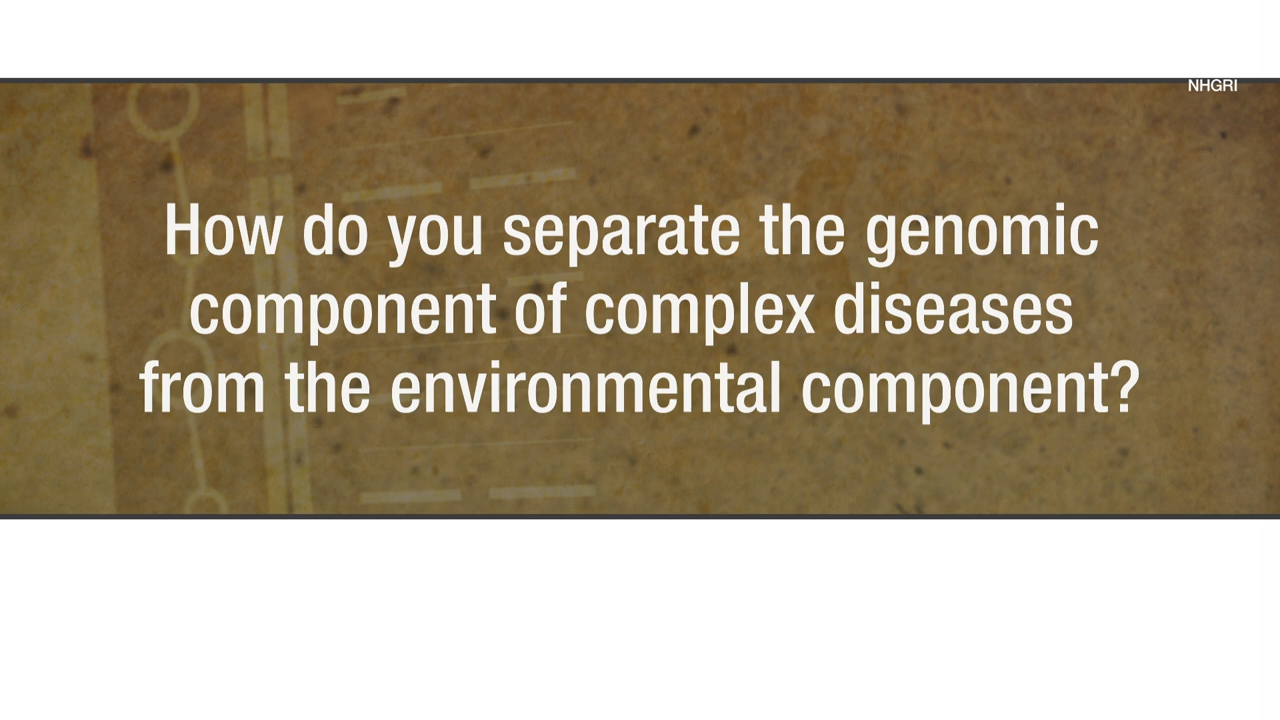 NHGRI
How do you separate the genomic
component of complex diseases
from the environmental component?